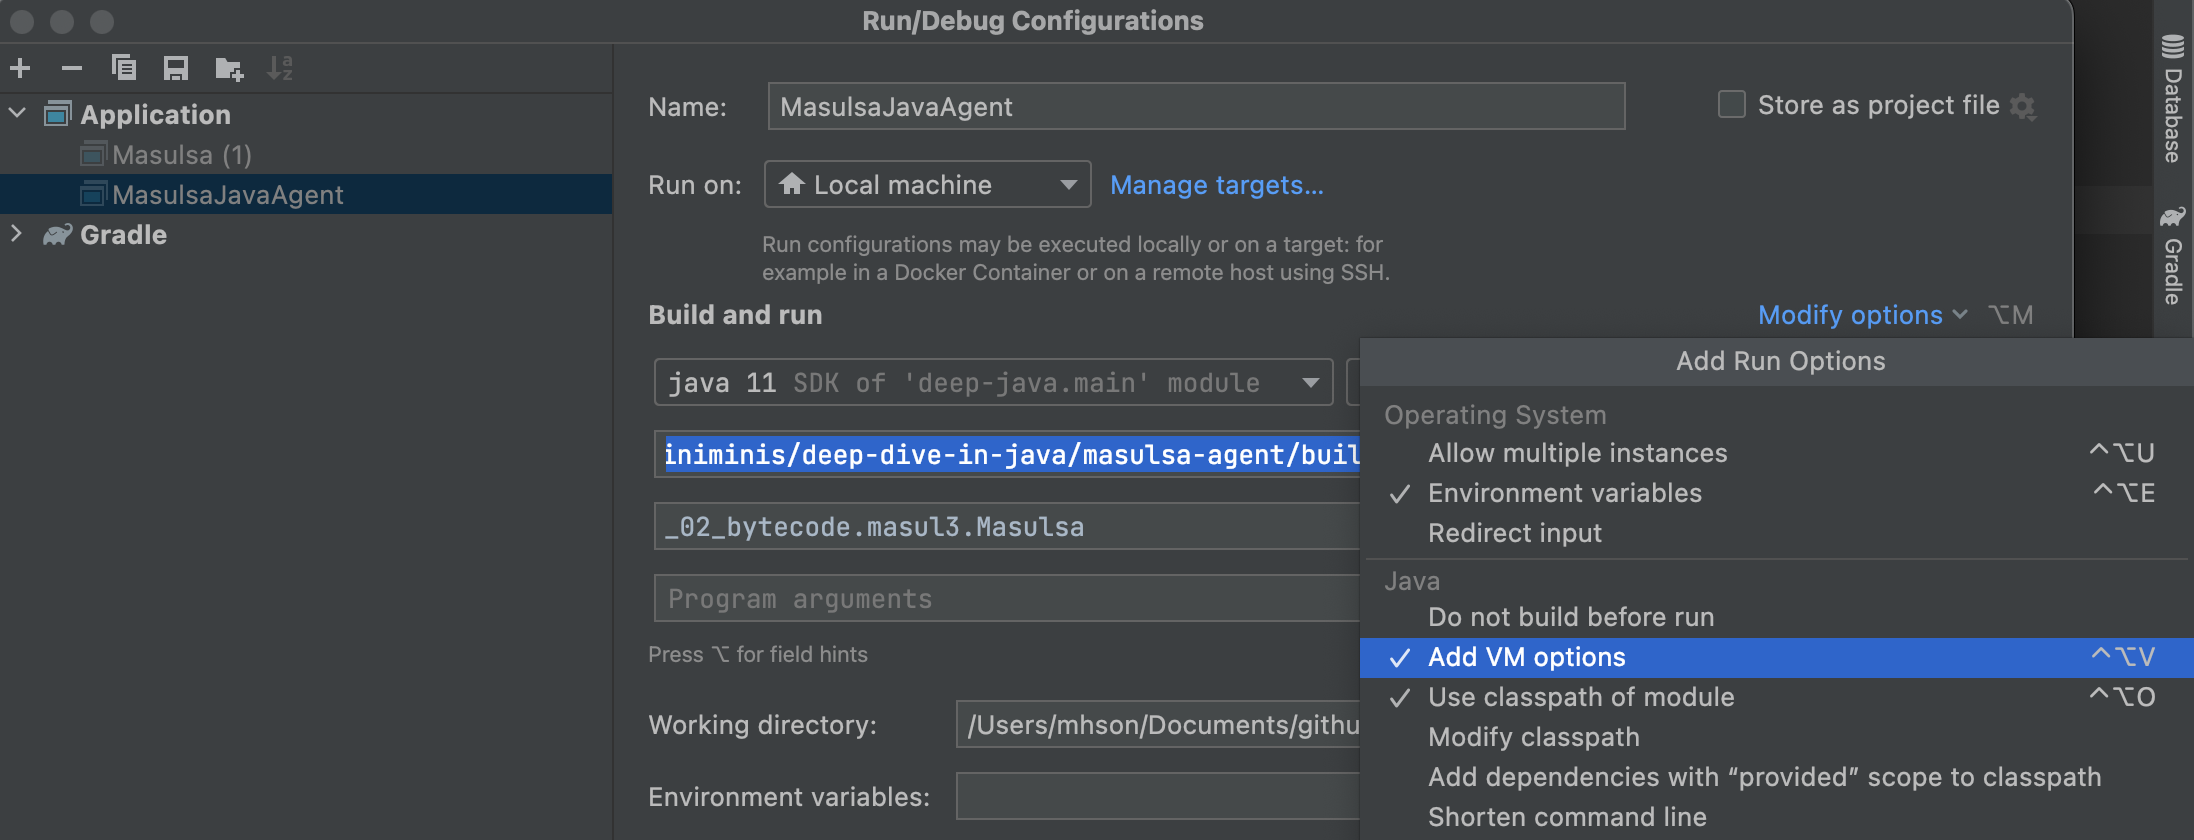 Run/Debug Configurations
Application
Masulsa (1)
MasulsaJavaAgent
Gradle
Name: MasulsaJavaAgent
Store as project file
Run on: Local machine Manage targets...
Run configurations may be executed locally or on a target: for
example in a Docker Container or on a remote host using SSH.
Build and run
Modify options ⌥M
java 11 SDK of 'deep-java.main' module
iniminis/deep-dive-in-java/masulsa-agent/buil
_02_bytecode.masul3.Masulsa
Program arguments
Press ⌥ for field hints
Working directory: /Users/mhson/Documents/githu
Environment variables:
Add Run Options
Operating System
Allow multiple instances ^⌥U
Environment variables ^⌥E
Redirect input
Java
Do not build before run
Add VM options ^⌥V
Use classpath of module ^⌥O
Modify classpath
Add dependencies with “provided” scope to classpath
Shorten command line
Database
Gradle